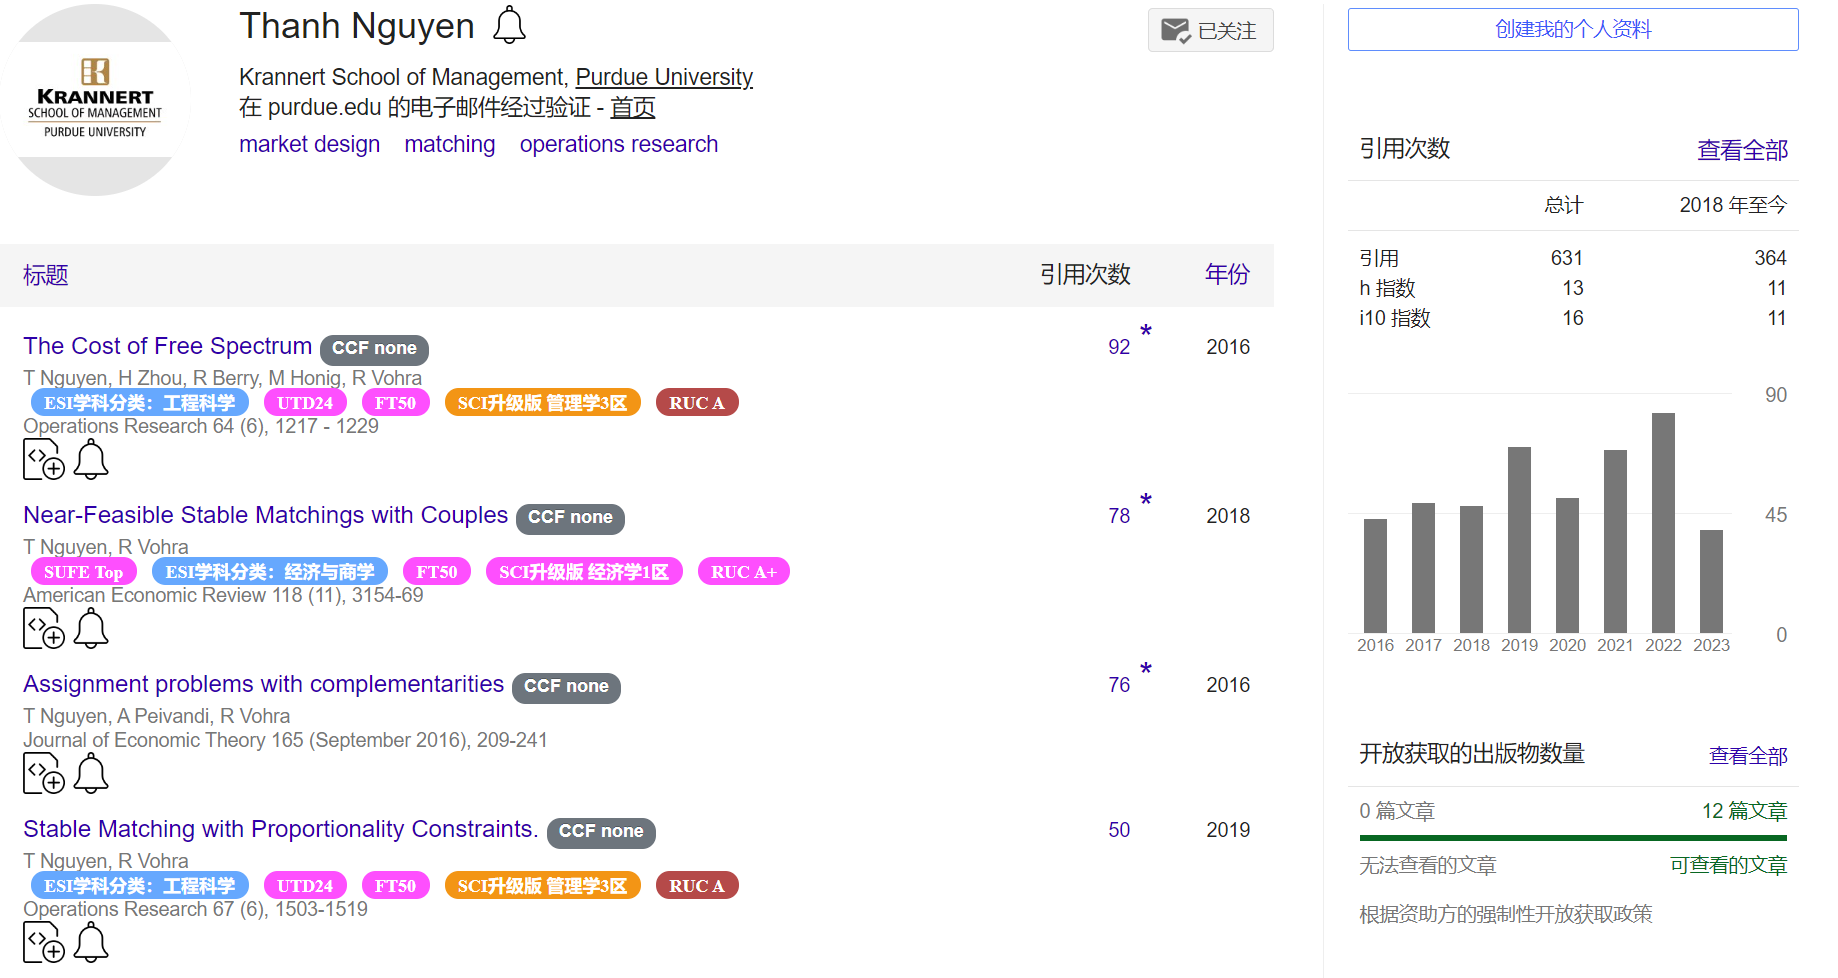 Thanh Nguyen
已关注
KRANNERT
SCHOOL OF MANAGEMENT
PURDUE UNIVERSITY
Krannert School of Management, Purdue University
在 purdue.edu 的电子邮件经过验证 - 首页
market design matching operations research
标题 引用次数 年份
The Cost of Free Spectrum CCF none 92 * 2016
T Nguyen, H Zhou, R Berry, M Honig, R Vohra
ESI学科分类：工程科学 UTD24 FT50 SCI升级版 管理学3区 RUC A
Operations Research 64 (6), 1217 - 1229
Near-Feasible Stable Matchings with Couples CCF none 78 * 2018
T Nguyen, R Vohra
SUFE Top ESI学科分类：经济与商学 FT50 SCI升级版 经济学1区 RUC A+
American Economic Review 118 (11), 3154-69
Assignment problems with complementarities CCF none 76 * 2016
T Nguyen, A Peivandi, R Vohra
Journal of Economic Theory 165 (September 2016), 209-241
Stable Matching with Proportionality Constraints. CCF none 50 2019
T Nguyen, R Vohra
ESI学科分类：工程科学 UTD24 FT50 SCI升级版 管理学3区 RUC A
Operations Research 67 (6), 1503-1519
创建我的个人资料
引用次数 查看全部
总计 2018 年至今
引用 631 364
h 指数 13 11
i10 指数 16 11
90
45
0
2016 2017 2018 2019 2020 2021 2022 2023
开放获取的出版物数量 查看全部
0 篇文章 12 篇文章
无法查看的文章 可查看的文章
根据资助方的强制性开放获取政策